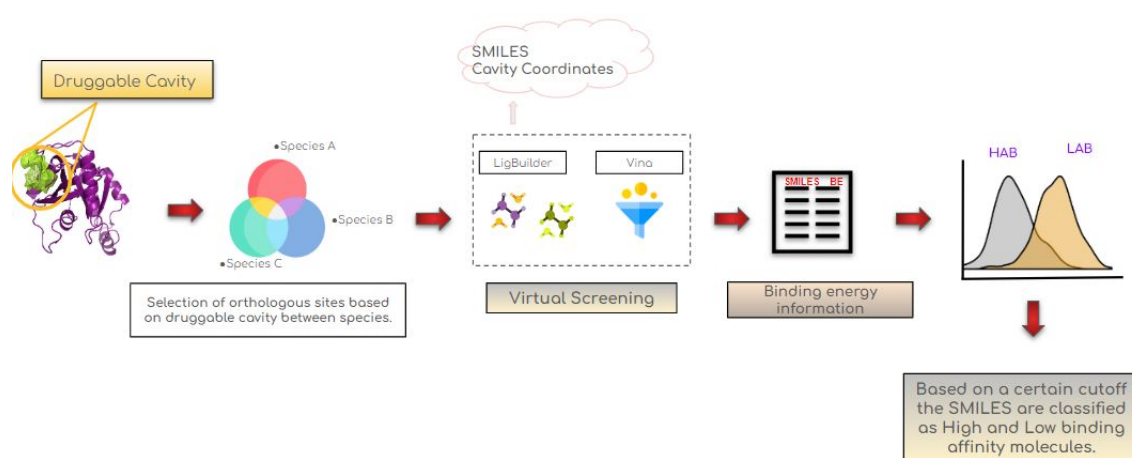 SMILES
Cavity Coordinates
Druggable Cavity
•Species A
•Species B
•Species C
Selection of orthologous sites based
on druggable cavity between species.
LigBuilder
Vina
Virtual Screening
SMILES BE
Binding energy
information
HAB
LAB
Based on a certain cutoff
the SMILES are classified
as High and Low binding
affinity molecules.